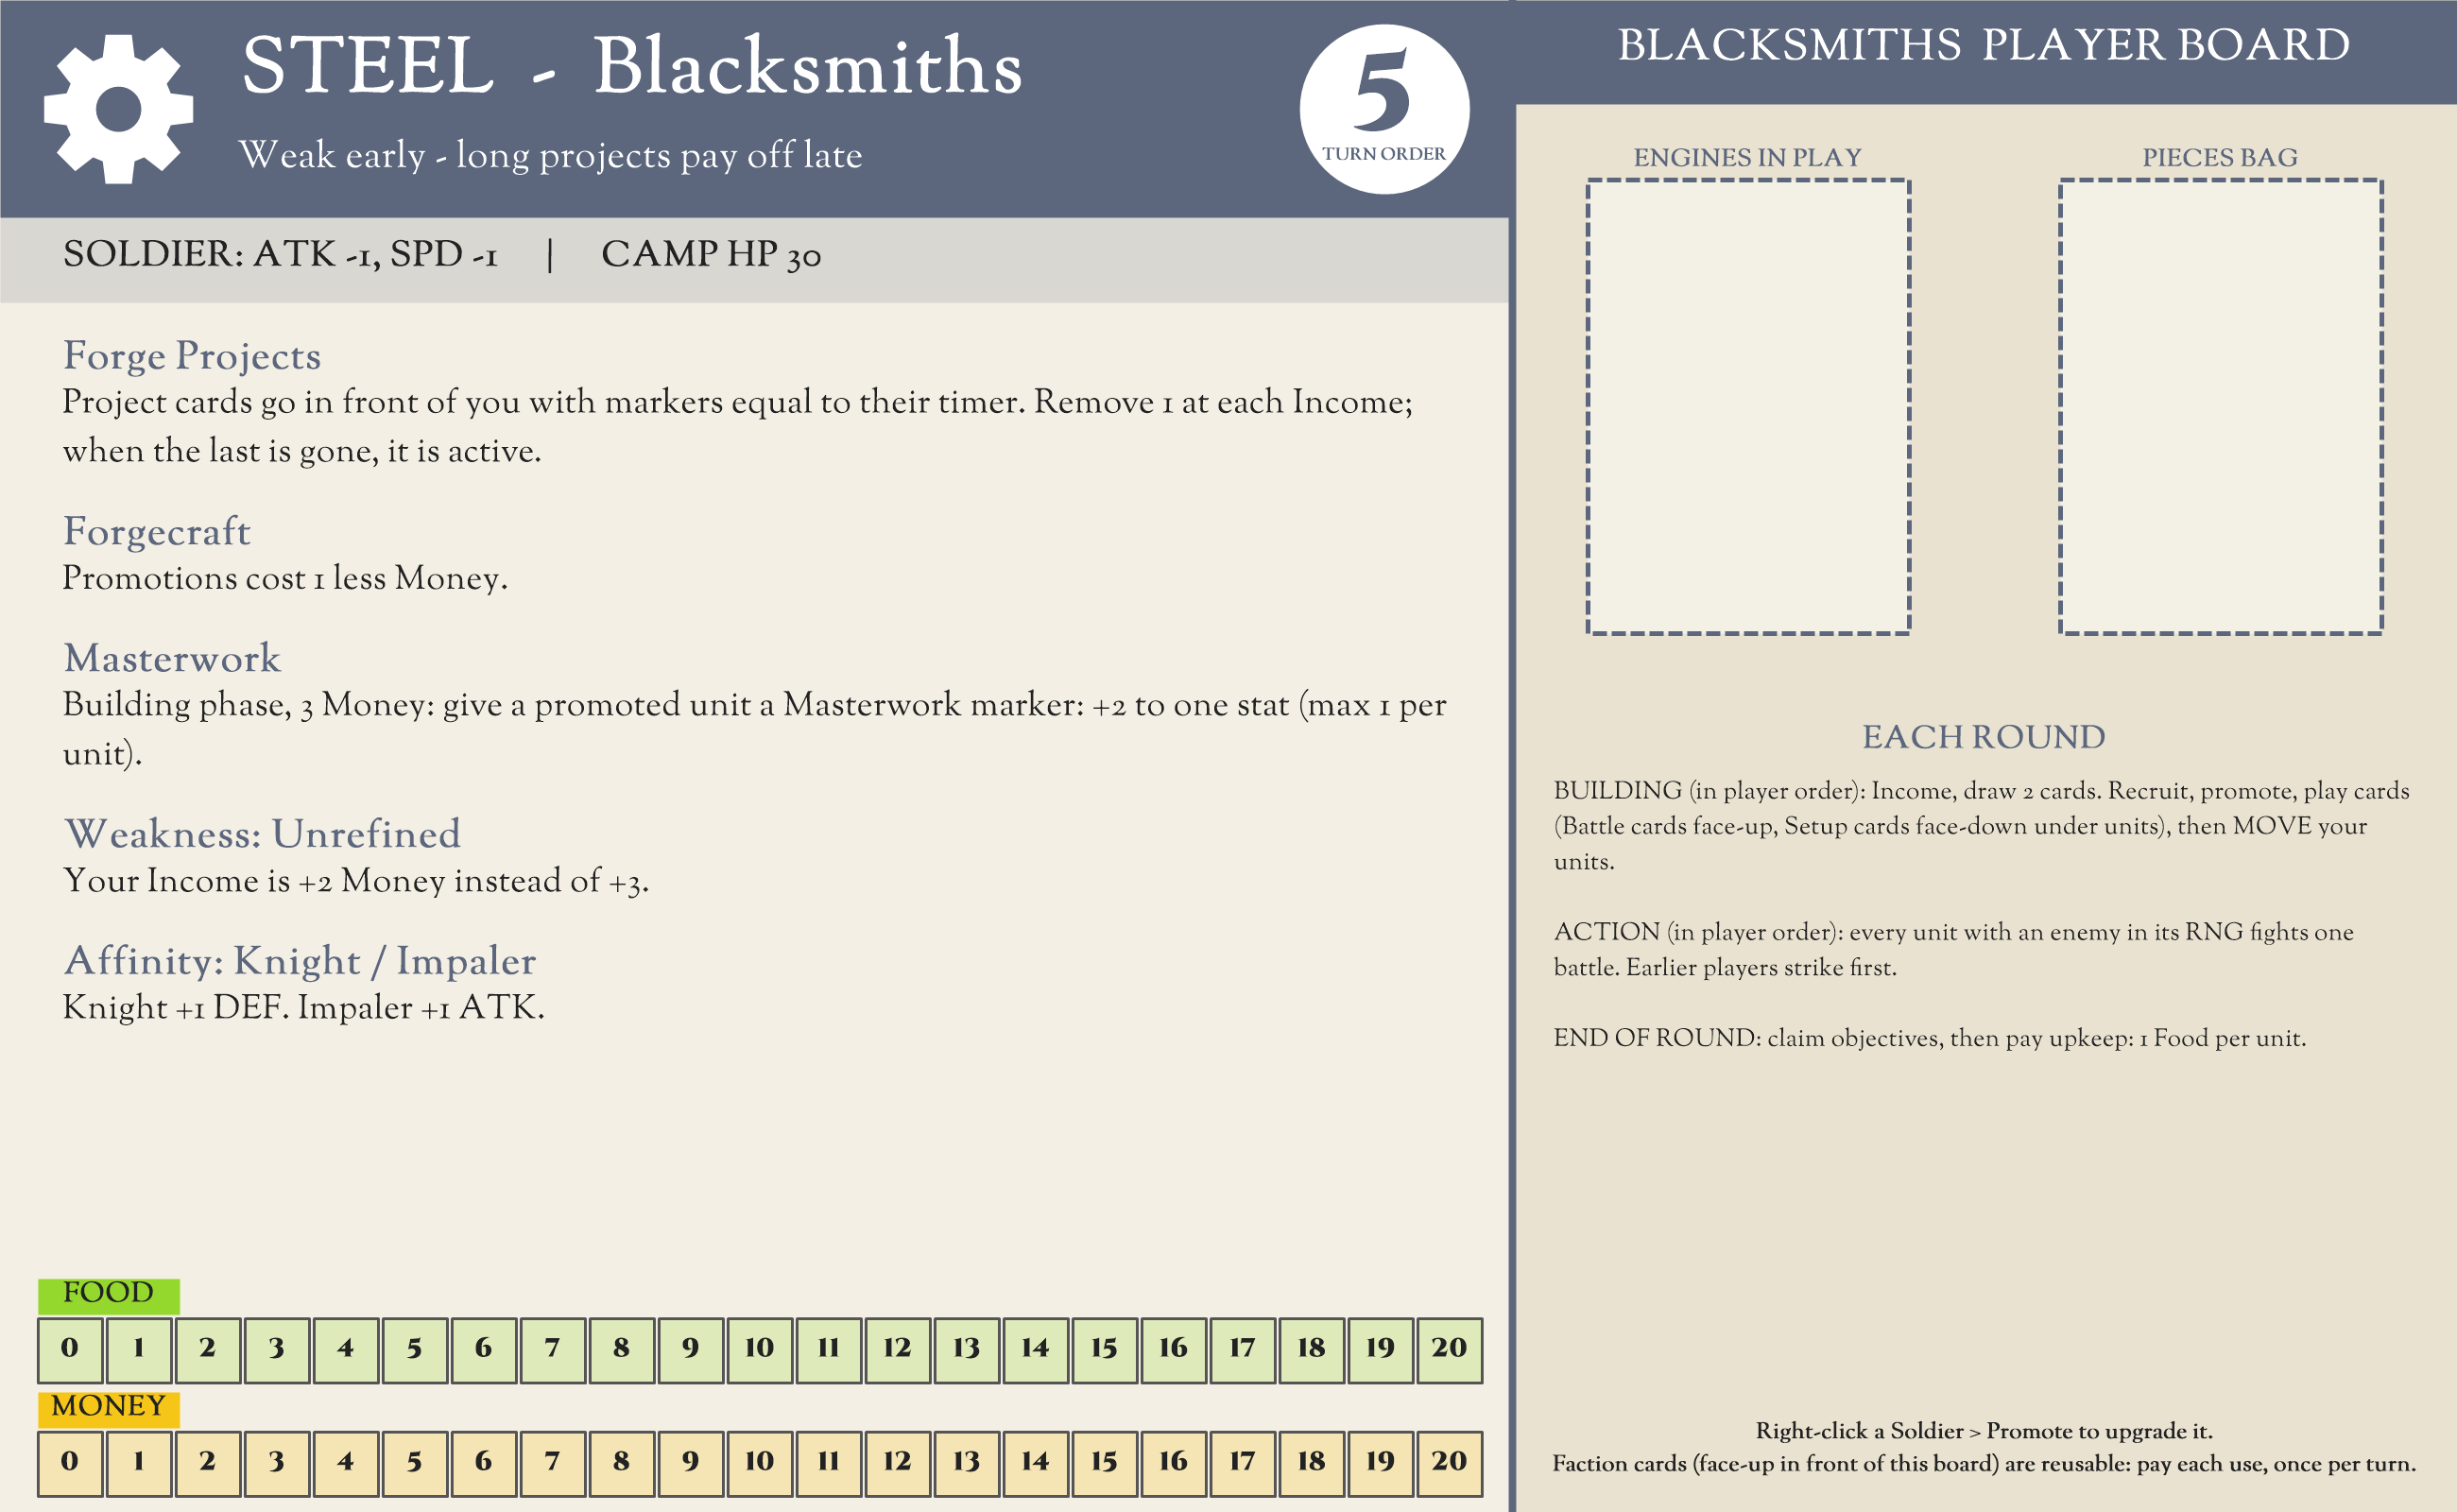 STEEL - Blacksmiths
Weak early - long projects pay off late
5
TURN ORDER
SOLDIER: ATK -1, SPD -1 | CAMP HP 30
Forge Projects
Project cards go in front of you with markers equal to their timer. Remove 1 at each Income;
when the last is gone, it is active.
Forgecraft
Promotions cost 1 less Money.
Masterwork
Building phase, 3 Money: give a promoted unit a Masterwork marker: +2 to one stat (max 1 per
unit).
Weakness: Unrefined
Your Income is +2 Money instead of +3.
Affinity: Knight / Impaler
Knight +1 DEF. Impaler +1 ATK.
FOOD
0 1 2 3 4 5 6 7 8 9 10 11 12 13 14 15 16 17 18 19 20
MONEY
0 1 2 3 4 5 6 7 8 9 10 11 12 13 14 15 16 17 18 19 20
BLACKSMITHS PLAYER BOARD
ENGINES IN PLAY
PIECES BAG
EACH ROUND
BUILDING (in player order): Income, draw 2 cards. Recruit, promote, play cards
(Battle cards face-up, Setup cards face-down under units), then MOVE your
units.
ACTION (in player order): every unit with an enemy in its RNG fights one
battle. Earlier players strike first.
END OF ROUND: claim objectives, then pay upkeep: 1 Food per unit.
Right-click a Soldier > Promote to upgrade it.
Faction cards (face-up in front of this board) are reusable: pay each use, once per turn.